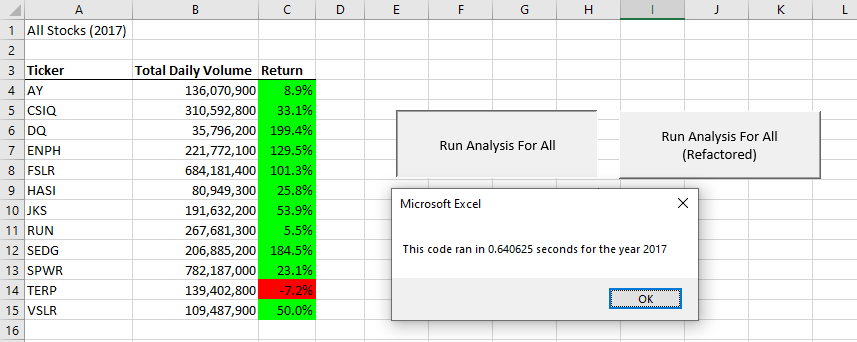 A B C D E F G H I J K L
1 All Stocks (2017)
2
3 Ticker Total Daily Volume Return
4 AY 136,070,900 8.9%
5 CSIQ 310,592,800 33.1%
6 DQ 35,796,200 199.4%
7 ENPH 221,772,100 129.5%
8 FSLR 684,181,400 101.3%
9 HASI 80,949,300 25.8%
10 JKS 191,632,200 53.9%
11 RUN 267,681,300 5.5%
12 SEDG 206,885,200 184.5%
13 SPWR 782,187,000 23.1%
14 TERP 139,402,800 -7.2%
15 VSLR 109,487,900 50.0%
16
Run Analysis For All
Run Analysis For All
(Refactored)
Microsoft Excel
This code ran in 0.640625 seconds for the year 2017
OK